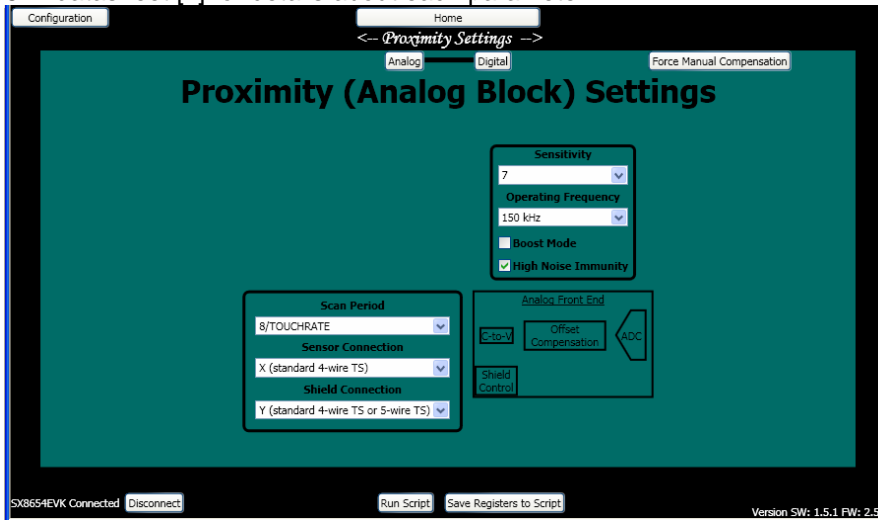 Configuration
Home
<-- Proximity Settings -->
Analog
Digital
Force Manual Compensation
Proximity (Analog Block) Settings
Sensitivity
7
Operating Frequency
150 kHz
Boost Mode
High Noise Immunity
Scan Period
8/TOUCHRATE
Sensor Connection
X (standard 4-wire TS)
Shield Connection
Y (standard 4-wire TS or 5-wire TS)
Analog Front End
C-to-V
Offset
Compensation
ADC
Shield
Control
SX8654EVK Connected
Disconnect
Run Script
Save Registers to Script
Version SW: 1.5.1 FW: 2.5